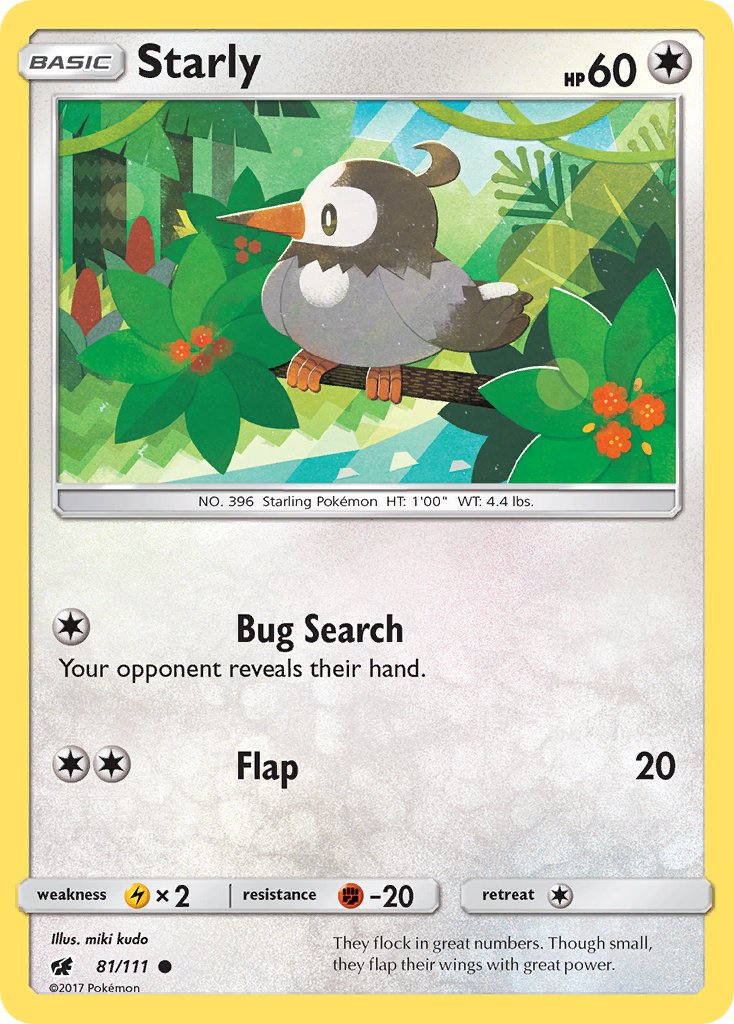 BASIC Starly HP 60
NO. 396 Starling Pokémon HT: 1'00" WT: 4.4 lbs.
Bug Search
Your opponent reveals their hand.
Flap 20
weakness × 2 resistance -20 retreat
Illus. miki kudo
81/111
©2017 Pokémon
They flock in great numbers. Though small,
they flap their wings with great power.